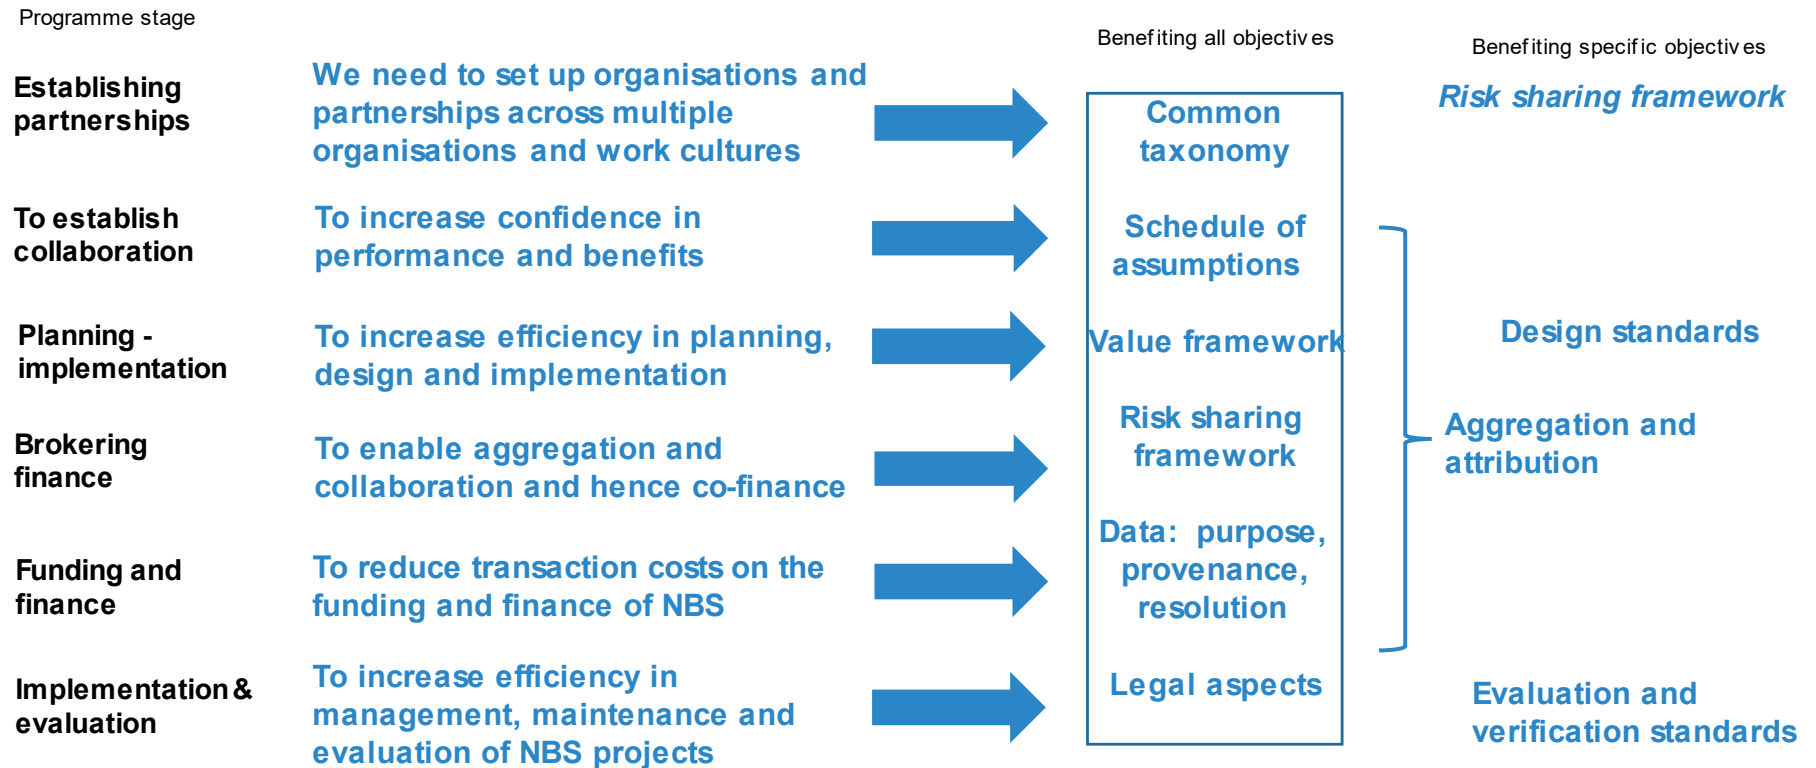 Programme stage
Benefiting all objectives
Benefiting specific objectives
Establishing
partnerships
We need to set up organisations and
partnerships across multiple
organisations and work cultures
Common
taxonomy
Risk sharing framework
To establish
collaboration
To increase confidence in
performance and benefits
Schedule of
assumptions
Planning -
implementation
To increase efficiency in planning,
design and implementation
Value framework
Design standards
Brokering
finance
To enable aggregation and
collaboration and hence co-finance
Risk sharing
framework
Aggregation and
attribution
Funding and
finance
To reduce transaction costs on the
funding and finance of NBS
Data: purpose,
provenance,
resolution
Implementation &
evaluation
To increase efficiency in
management, maintenance and
evaluation of NBS projects
Legal aspects
Evaluation and
verification standards